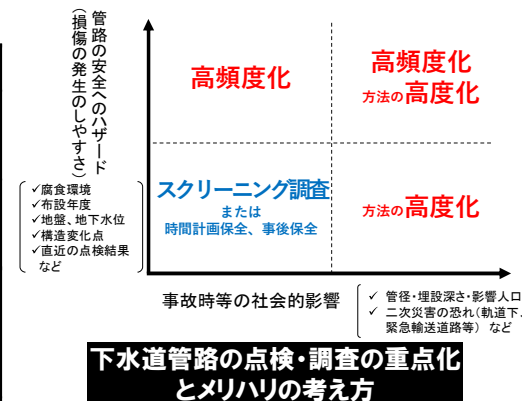 管路の安全へのハザード
(損傷の発生のしやすさ)
高頻度化
高頻度化
方法の高度化
✓腐食環境
✓布設年度
✓地盤、地下水位
✓構造変化点
✓直近の点検結果
など
スクリーニング調査
または
時間計画保全、事後保全
方法の高度化
事故時等の社会的影響
✓ 管径・埋設深さ・影響人口
✓ 二次災害の恐れ(軌道下、
緊急輸送道路等) など
下水道管路の点検・調査の重点化
とメリハリの考え方